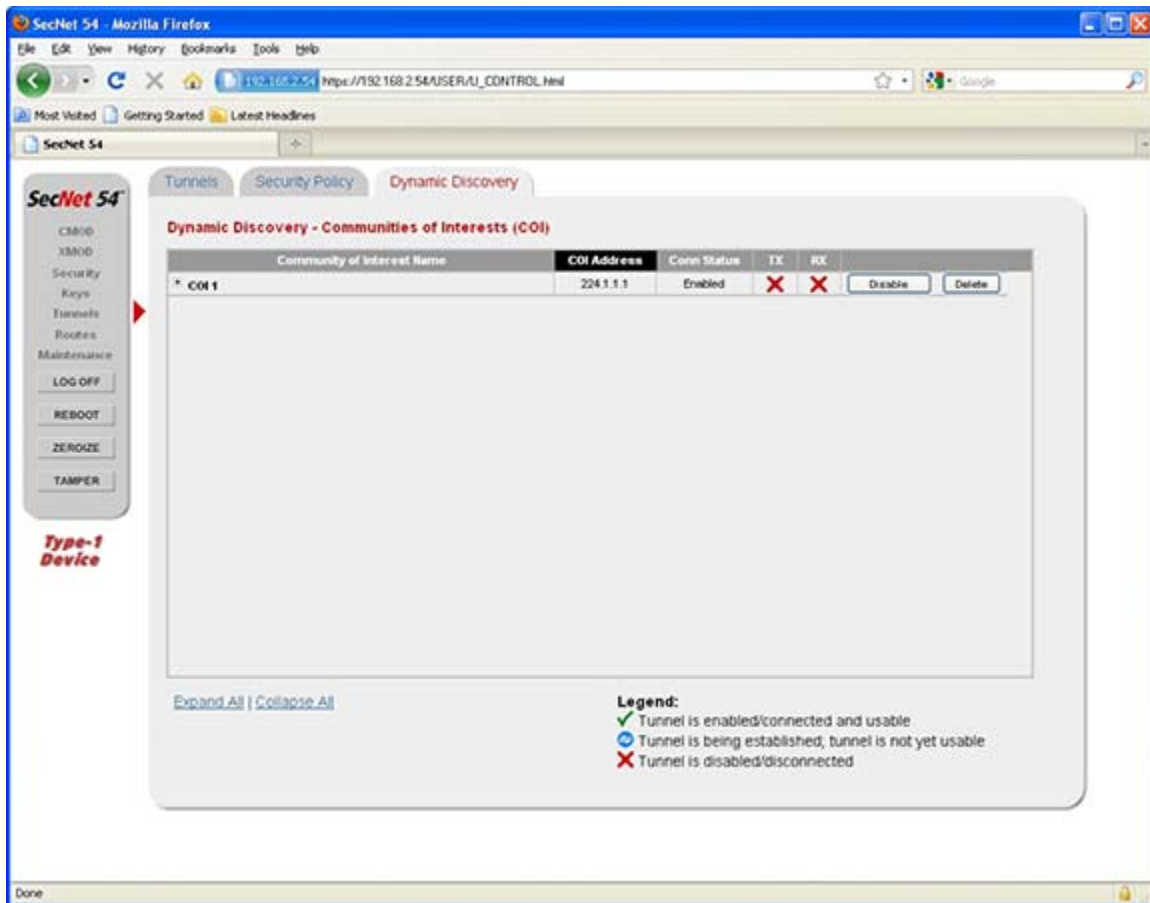 SecNet 54 - Mozilla Firefox
File Edit View History Bookmarks Tools Help
192.168.2.54 https://192.168.2.54/USER/U_CONTROL.html
Google
Most Visited Getting Started Latest Headlines
SecNet 54
SecNet 54™
CMOD
XMOD
Security
Keys
Tunnels
Routes
Maintenance
LOG OFF
REBOOT
ZEROIZE
TAMPER
Type-1
Device
Tunnels Security Policy Dynamic Discovery
Dynamic Discovery - Communities of Interests (COI)
Community of Interest Name COI Address Conn Status TX RX
* COI 1 224.1.1.1 Enabled Disable Delete
Expand All | Collapse All
Legend:
Tunnel is enabled/connected and usable
Tunnel is being established; tunnel is not yet usable
Tunnel is disabled/disconnected
Done